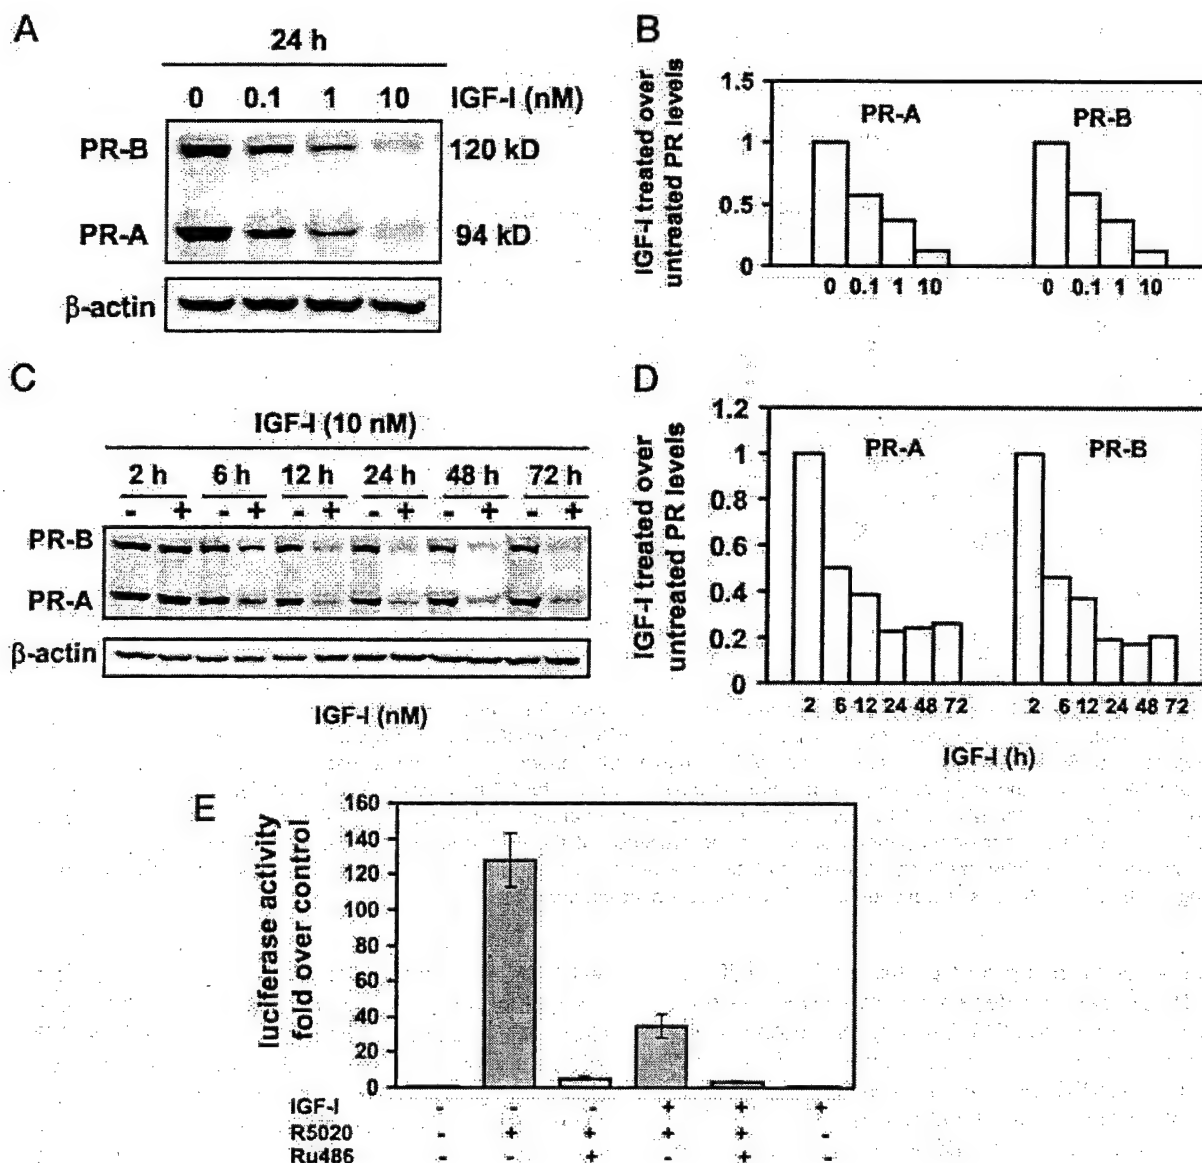 A
24 h
0 0.1 1 10 IGF-I (nM)
PR-B 120 kD
PR-A 94 kD
β-actin
B
IGF-I treated over
untreated PR levels
1.5
1
0.5
0
PR-A PR-B
0 0.1 1 10 0 0.1 1 10
C
IGF-I (10 nM)
2 h 6 h 12 h 24 h 48 h 72 h
- + - + - + - + - + - +
PR-B
PR-A
β-actin
IGF-I (nM)
D
IGF-I treated over
untreated PR levels
1.2
1
0.8
0.6
0.4
0.2
0
PR-A PR-B
2 6 12 24 48 72 2 6 12 24 48 72
IGF-I (h)
E
luciferase activity
fold over control
160
140
120
100
80
60
40
20
0
IGF-I - - - + + +
R5020 - + + + + -
Ru486 - - + - + -